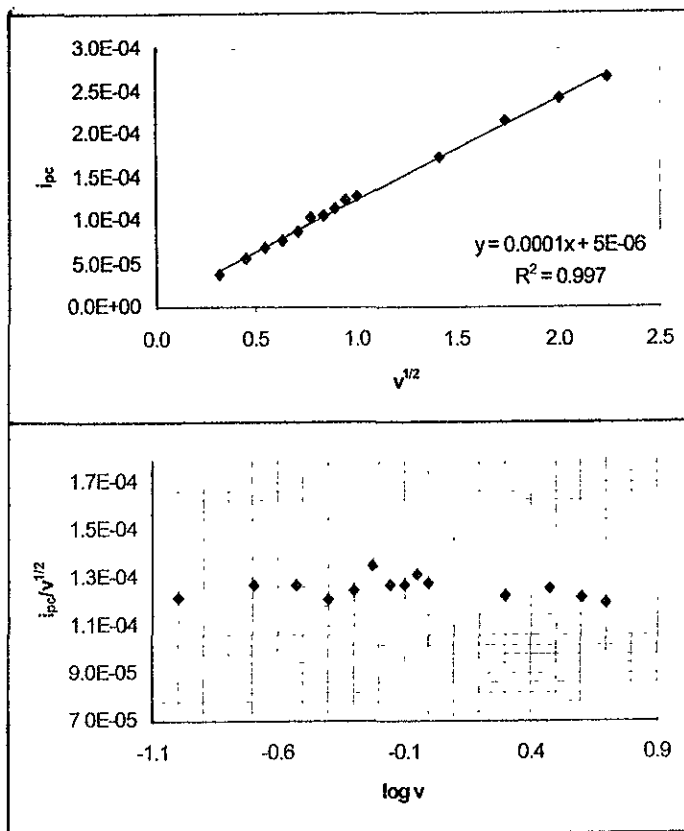 3.0E-04
2.5E-04
2.0E-04
1.5E-04
1.0E-04
5.0E-05
0.0E+00
i_pc
y = 0.0001x + 5E-06
R² = 0.997
0.0 0.5 1.0 1.5 2.0 2.5
v^1/2
1.7E-04
1.5E-04
1.3E-04
1.1E-04
9.0E-05
7 0E-05
i_pc/v^1/2
-1.1 -0.6 -0.1 0.4 0.9
log v